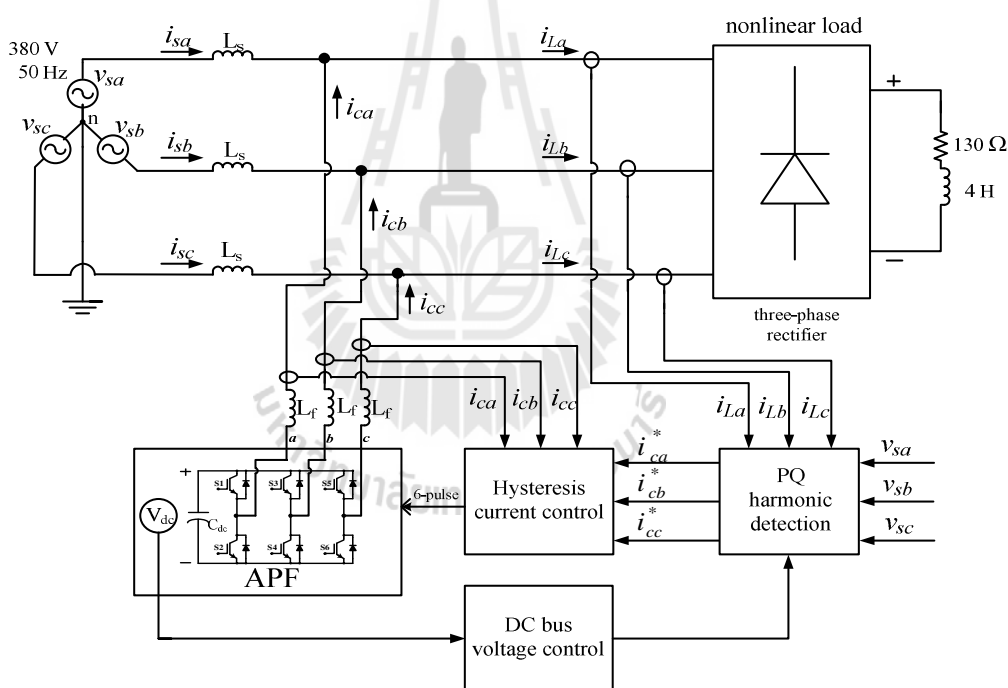 nonlinear load
380 V
50 Hz
i_sa
L_s
i_La
v_sa
n
v_sc
v_sb
i_ca
i_sb
L_s
i_Lb
+
130 Ω
4 H
i_cb
i_sc
L_s
i_Lc
−
i_cc
three-phase
rectifier
L_f
L_f
L_f
a
b
c
i_ca
i_cb
i_cc
i_La
i_Lb
i_Lc
+
S1
S3
S5
V_dc
C_dc
S2
S4
S6
−
APF
6-pulse
Hysteresis
current control
i*_ca
i*_cb
i*_cc
PQ
harmonic
detection
v_sa
v_sb
v_sc
DC bus
voltage control